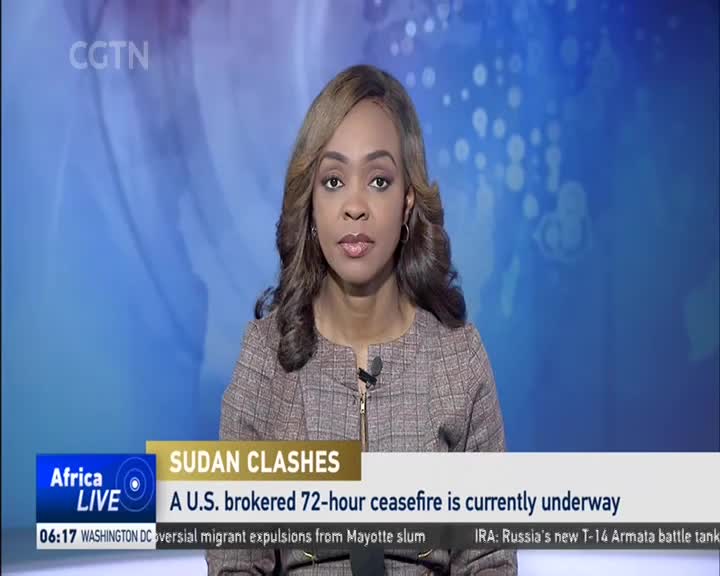 CGTN
SUDAN CLASHES
Africa
LIVE
A U.S. brokered 72-hour ceasefire is currently underway
06:17 WASHINGTON DC oversial migrant expulsions from Mayotte slum IRA: Russia's new T-14 Armata battle tank